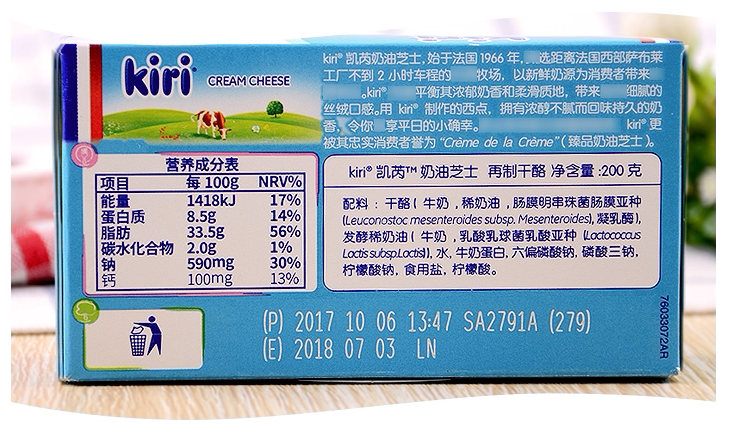 kiri
CREAM CHEESE
kiri® 凯芮奶油芝士, 始于法国1966年, 选距离法国西部萨布莱
工厂不到 2 小时车程的 牧场, 以新鲜奶源为消费者带来
.kiri® 平衡其浓郁奶香和柔滑质地, 带来 细腻的
丝绒口感。用 kiri® 制作的西点, 拥有浓醇不腻而回味持久的奶
香, 令你 享平日的小确幸。 kiri® 更
被其忠实消费者誉为 “Crème de la Crème” ( 臻品奶油芝士 )。
营养成分表
项目 每 100g NRV%
能量 1418kJ 17%
蛋白质 8.5g 14%
脂肪 33.5g 56%
碳水化合物 2.0g 1%
钠 590mg 30%
钙 100mg 13%
kiri® 凯芮™ 奶油芝士 再制干酪 净含量:200 克
配料 : 干酪 ( 牛奶 , 稀奶油 , 肠膜明串珠菌肠膜亚种
(Leuconostoc mesenteroides subsp. Mesenteroides), 凝乳酶),
发酵稀奶油 ( 牛奶 , 乳酸乳球菌乳酸亚种 (Lactococcus
Lactis subsp.Lactis)), 水, 牛奶蛋白, 六偏磷酸钠, 磷酸三钠,
柠檬酸钠, 食用盐, 柠檬酸。
(P) 2017 10 06 13:47 SA2791A (279)
(E) 2018 07 03 LN
76033072AR